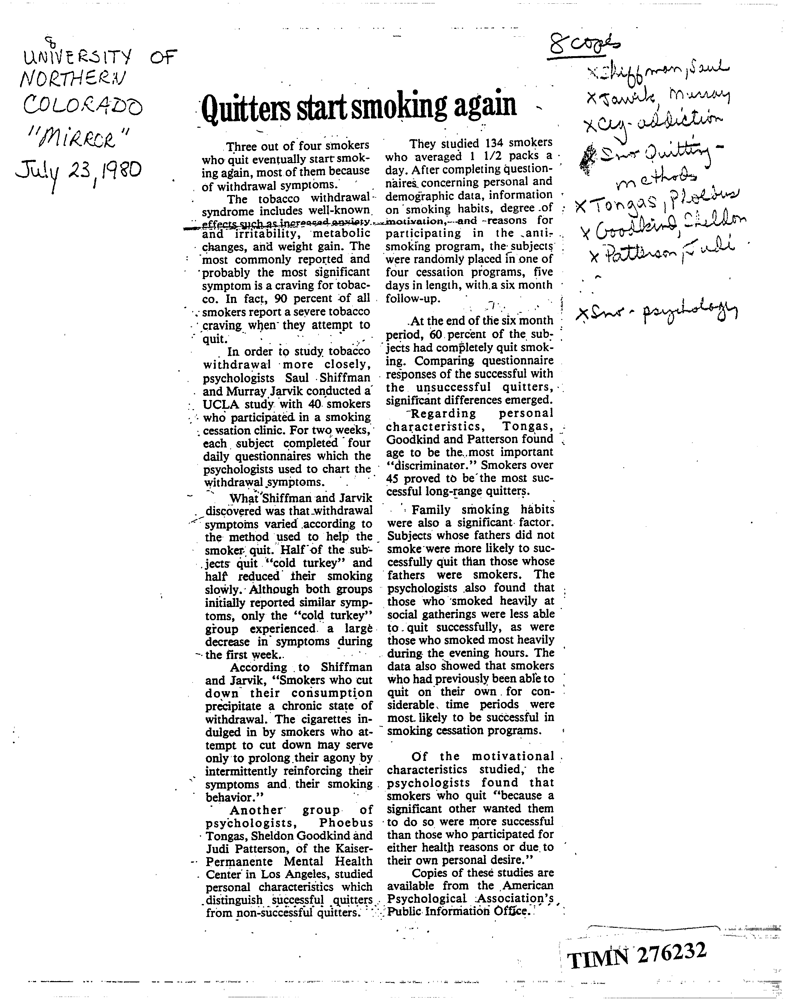 8
UNIVERSITY OF
NORTHERN
COLORADO
"MIRROR"
July 23, 1980
8 copes
x Shiffman, Saul
x Jarvik, Murray
x Cig-addiction
x Smo Quitting-
methods
x Tongas, Phoebus
x Goodkind, Sheldon
x Patterson, Judi
x Smo - psychology
Quitters start smoking again
Three out of four smokers
who quit eventually start smok-
ing again, most of them because
of withdrawal symptoms.
The tobacco withdrawal
syndrome includes well-known
effects such as increased anxiety
and irritability, metabolic
changes, and weight gain. The
most commonly reported and
probably the most significant
symptom is a craving for tobac-
co. In fact, 90 percent of all
smokers report a severe tobacco
craving when they attempt to
quit.
In order to study tobacco
withdrawal more closely,
psychologists Saul Shiffman
and Murray Jarvik conducted a
UCLA study with 40 smokers
who participated in a smoking
cessation clinic. For two weeks,
each subject completed four
daily questionnaires which the
psychologists used to chart the
withdrawal symptoms.
What Shiffman and Jarvik
discovered was that withdrawal
symptoms varied according to
the method used to help the
smoker quit. Half of the sub-
jects quit "cold turkey" and
half reduced their smoking
slowly. Although both groups
initially reported similar symp-
toms, only the "cold turkey"
group experienced a large
decrease in symptoms during
the first week.
According to Shiffman
and Jarvik, "Smokers who cut
down their consumption
precipitate a chronic state of
withdrawal. The cigarettes in-
dulged in by smokers who at-
tempt to cut down may serve
only to prolong their agony by
intermittently reinforcing their
symptoms and their smoking
behavior."
Another group of
psychologists, Phoebus
Tongas, Sheldon Goodkind and
Judi Patterson, of the Kaiser-
Permanente Mental Health
Center in Los Angeles, studied
personal characteristics which
distinguish successful quitters
from non-successful quitters.
They studied 134 smokers
who averaged 1 1/2 packs a
day. After completing question-
naires concerning personal and
demographic data, information
on smoking habits, degree of
motivation, and reasons for
participating in the anti-
smoking program, the subjects
were randomly placed in one of
four cessation programs, five
days in length, with a six month
follow-up.
At the end of the six month
period, 60 percent of the sub-
jects had completely quit smok-
ing. Comparing questionnaire
responses of the successful with
the unsuccessful quitters,
significant differences emerged.
Regarding personal
characteristics, Tongas,
Goodkind and Patterson found
age to be the most important
"discriminator." Smokers over
45 proved to be the most suc-
cessful long-range quitters.
Family smoking habits
were also a significant factor.
Subjects whose fathers did not
smoke were more likely to suc-
cessfully quit than those whose
fathers were smokers. The
psychologists also found that
those who smoked heavily at
social gatherings were less able
to quit successfully, as were
those who smoked most heavily
during the evening hours. The
data also showed that smokers
who had previously been able to
quit on their own for con-
siderable time periods were
most likely to be successful in
smoking cessation programs.
Of the motivational
characteristics studied, the
psychologists found that
smokers who quit "because a
significant other wanted them
to do so were more successful
than those who participated for
either health reasons or due to
their own personal desire."
Copies of these studies are
available from the American
Psychological Association's
Public Information Office.
TIMN 276232